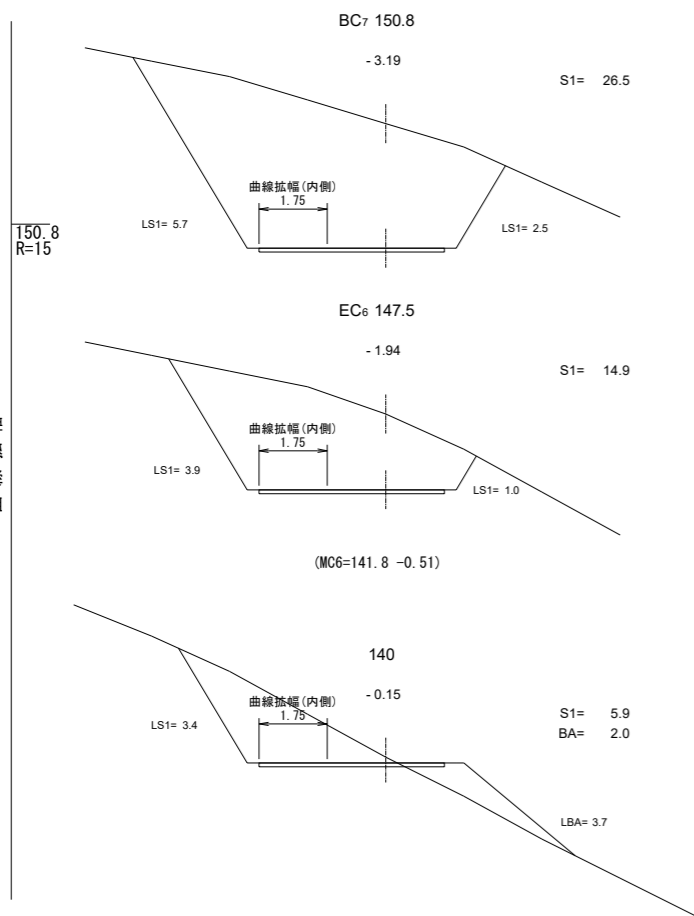 BC₇ 150.8
- 3.19
S1= 26.5
曲線拡幅(内側)
1.75
LS1= 5.7
LS1= 2.5
150.8
R=15
EC₆ 147.5
- 1.94
S1= 14.9
曲線拡幅(内側)
1.75
LS1= 3.9
LS1= 1.0
(MC6=141.8 -0.51)
140
- 0.15
S1= 5.9
BA= 2.0
曲線拡幅(内側)
1.75
LS1= 3.4
LBA= 3.7